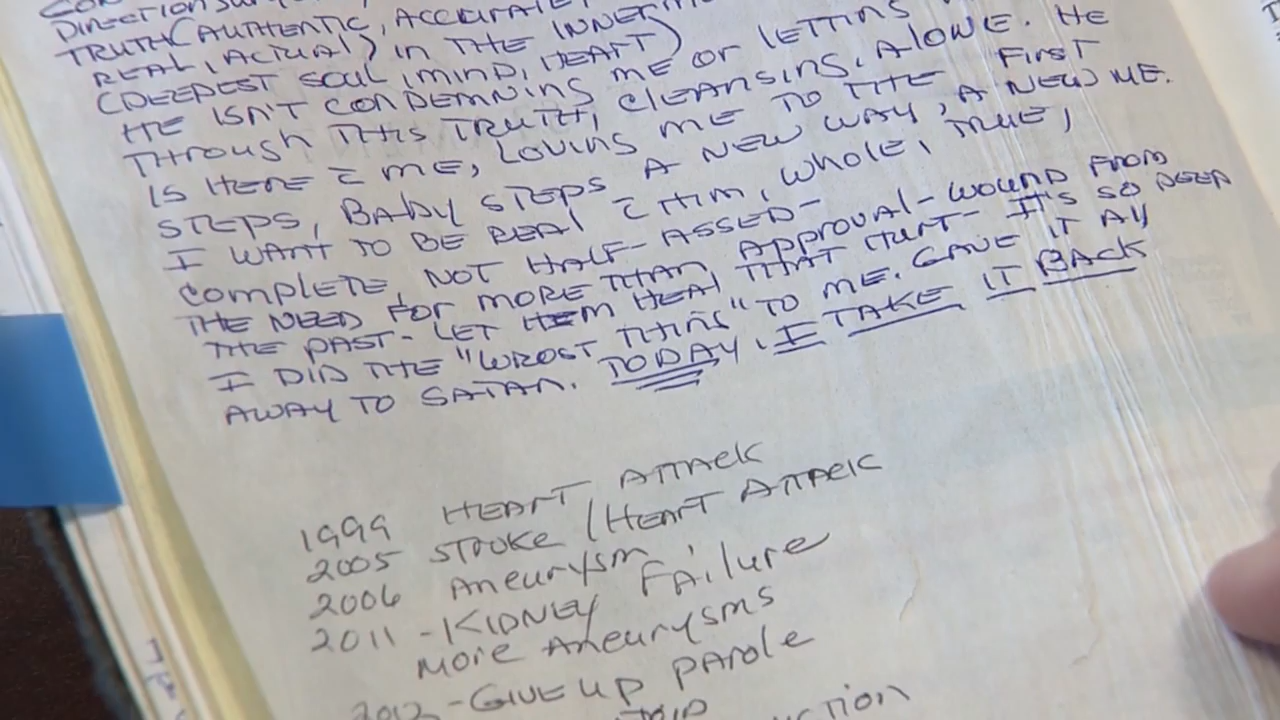 TRUTH (AUTHENTIC, ACCURATE,
REAL, ACTUAL) IN THE INNER
(DEEPEST SOUL, MIND, HEART)
HE ISN'T CONDEMNING ME OR LETTING
THROUGH THIS TRUTH, CLEANSING, ALONE. HE
IS HERE c̄ ME, LOVING ME TO THE FIRST
STEPS, BABY STEPS A NEW WAY, A NEW ME.
I WANT TO BE REAL c̄ HIM, WHOLE, TRUE,
COMPLETE, NOT HALF-ASSED-
THE NEED FOR MORE THAN APPROVAL-WOUND FROM
THE PAST- LET HIM HEAL THAT HURT- IT'S SO DEEP
I DID THE "WROST THING" TO ME. GAVE IT All
AWAY TO SATAN. TODAY, I TAKE IT BACK
1999 HEART ATTACK
2005 STROKE / HEART ATTACK
2006 ANEURYSM
2011 - KIDNEY FAILURE
MORE ANEURYSMS
2012 - GIVE UP PAROLE